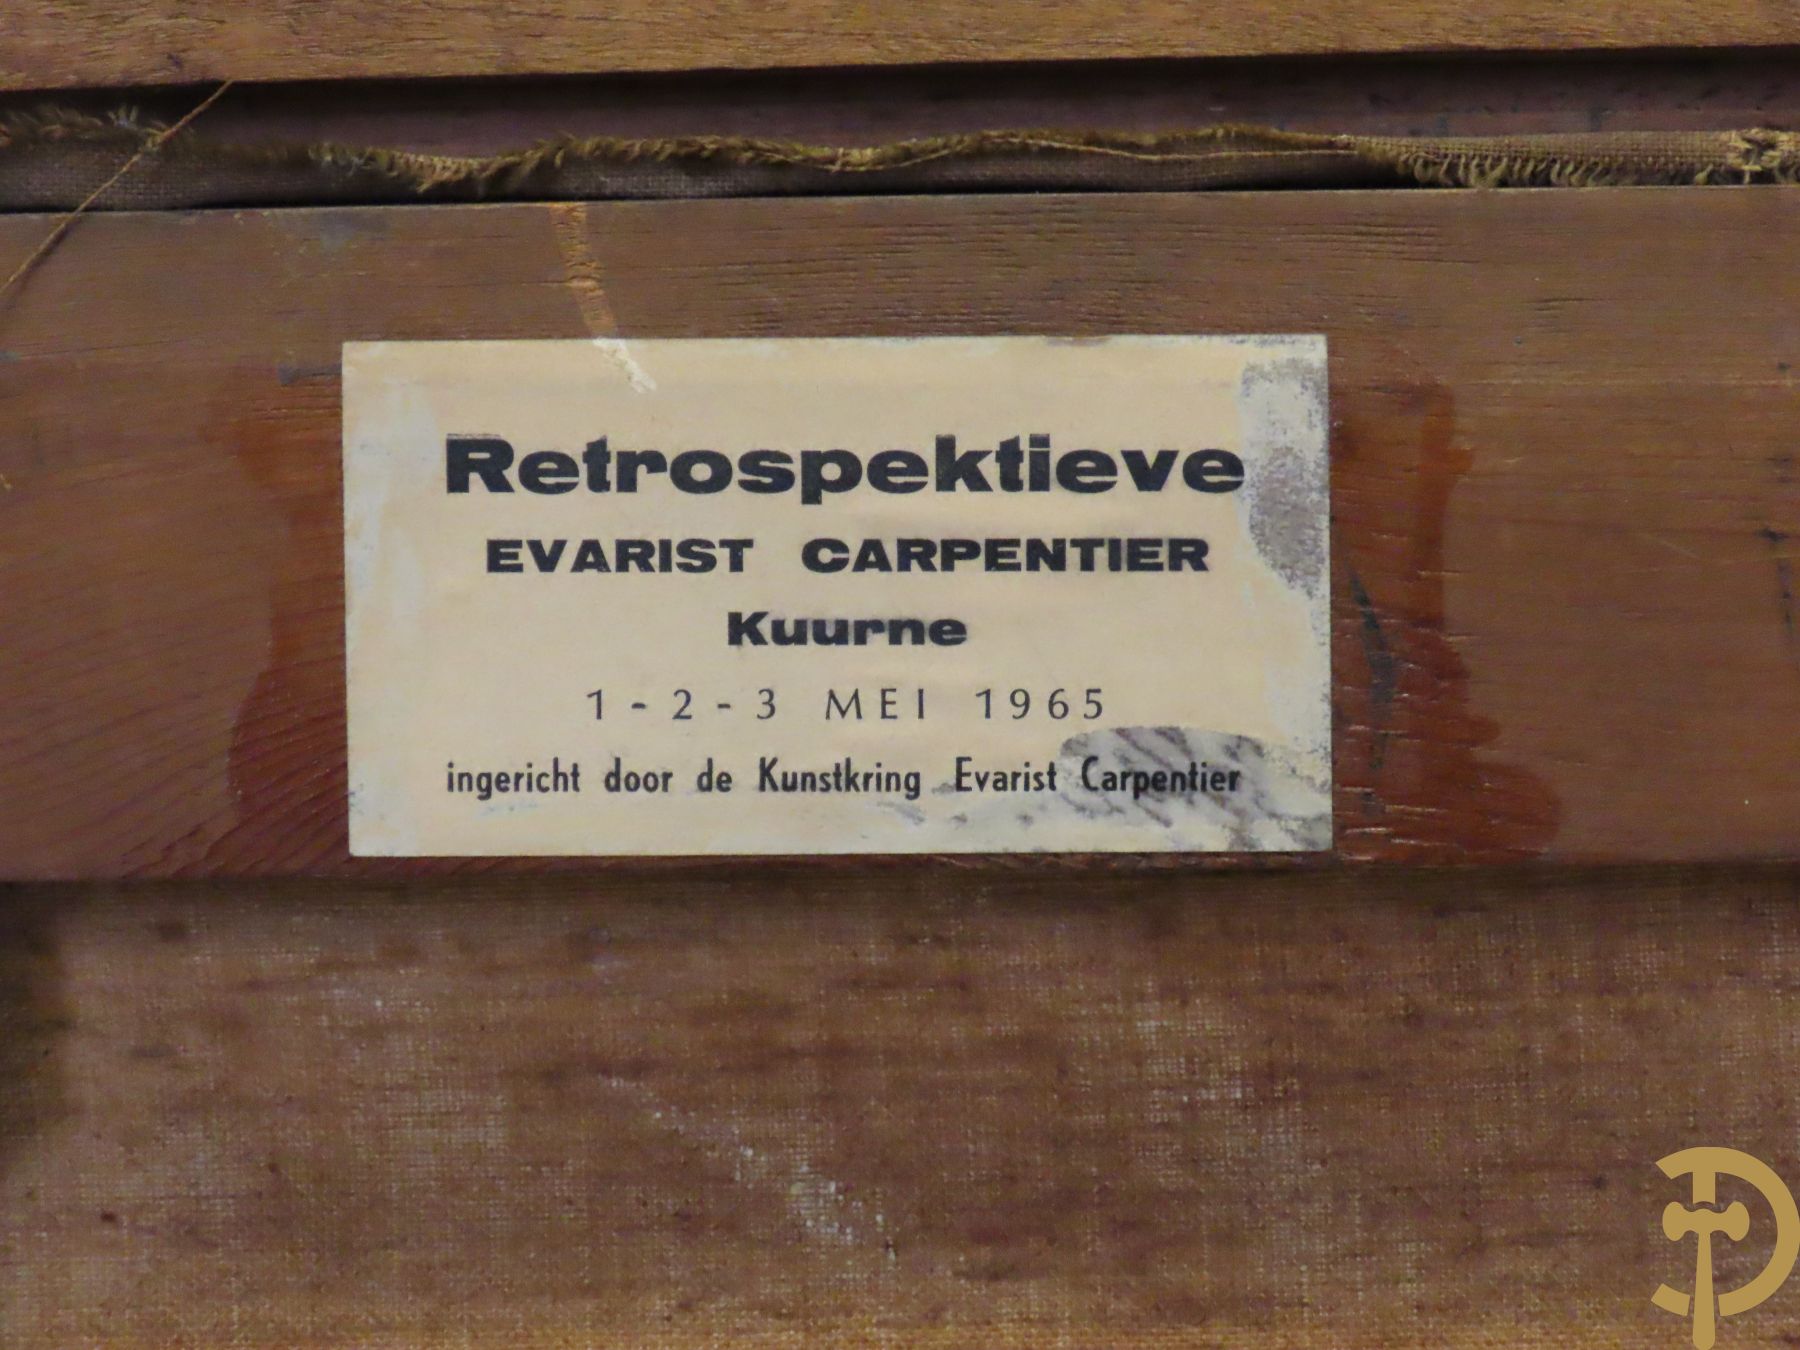 Retrospektieve
EVARIST CARPENTIER
Kuurne
1 - 2 - 3 MEI 1965
ingericht door de Kunstkring Evarist Carpentier